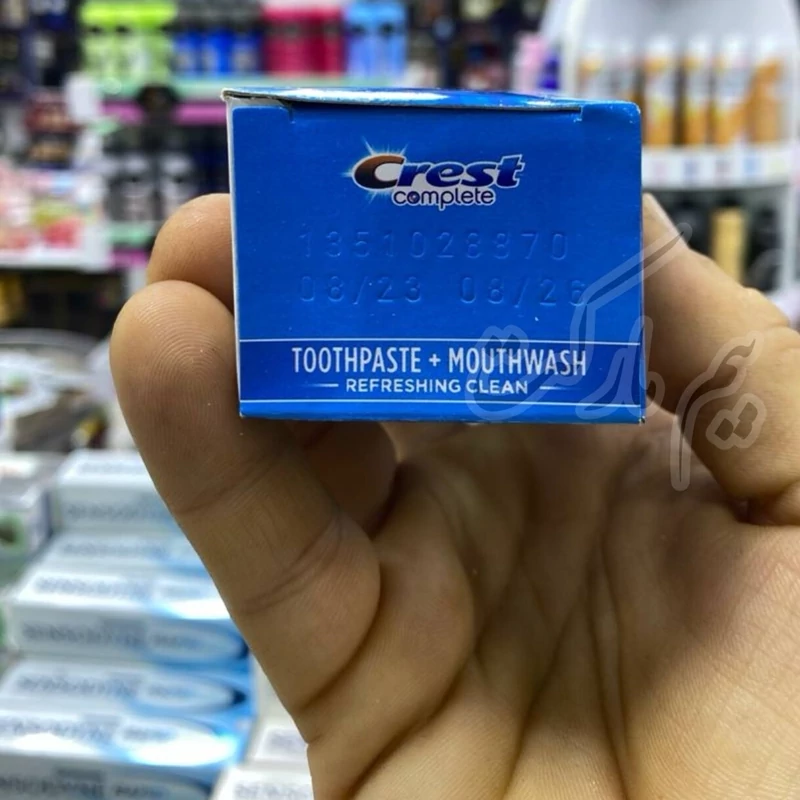 Crest
complete
1351028870
08/23 08/26
TOOTHPASTE + MOUTHWASH
REFRESHING CLEAN